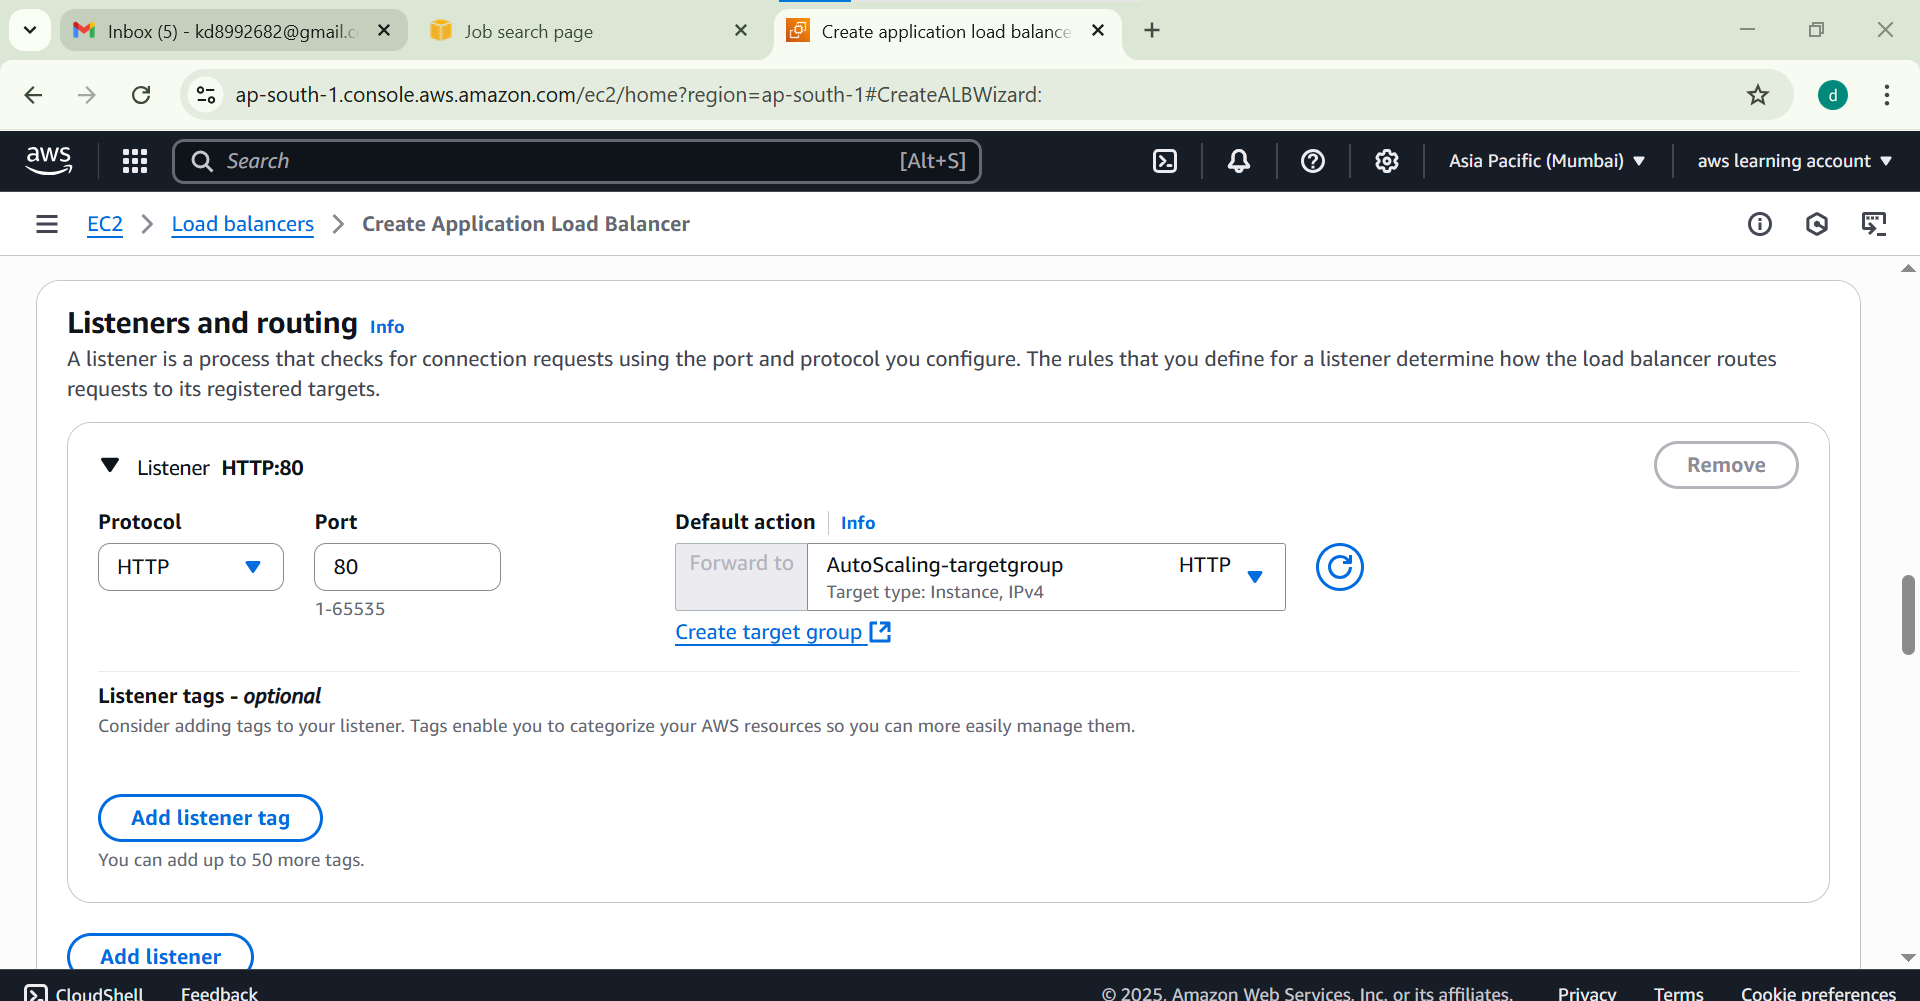 Inbox (5) - kd8992682@gmail.c
Job search page
Create application load balance
ap-south-1.console.aws.amazon.com/ec2/home?region=ap-south-1#CreateALBWizard:
d
aws
Search
[Alt+S]
Asia Pacific (Mumbai)
aws learning account
EC2
Load balancers
Create Application Load Balancer
Listeners and routing Info
A listener is a process that checks for connection requests using the port and protocol you configure. The rules that you define for a listener determine how the load balancer routes
requests to its registered targets.
Listener HTTP:80
Remove
Protocol
Port
Default action
Info
HTTP
80
1-65535
Forward to
AutoScaling-targetgroup
HTTP
Target type: Instance, IPv4
Create target group
Listener tags - optional
Consider adding tags to your listener. Tags enable you to categorize your AWS resources so you can more easily manage them.
Add listener tag
You can add up to 50 more tags.
Add listener
CloudShell
Feedback
© 2025, Amazon Web Services, Inc. or its affiliates.
Privacy
Terms
Cookie preferences